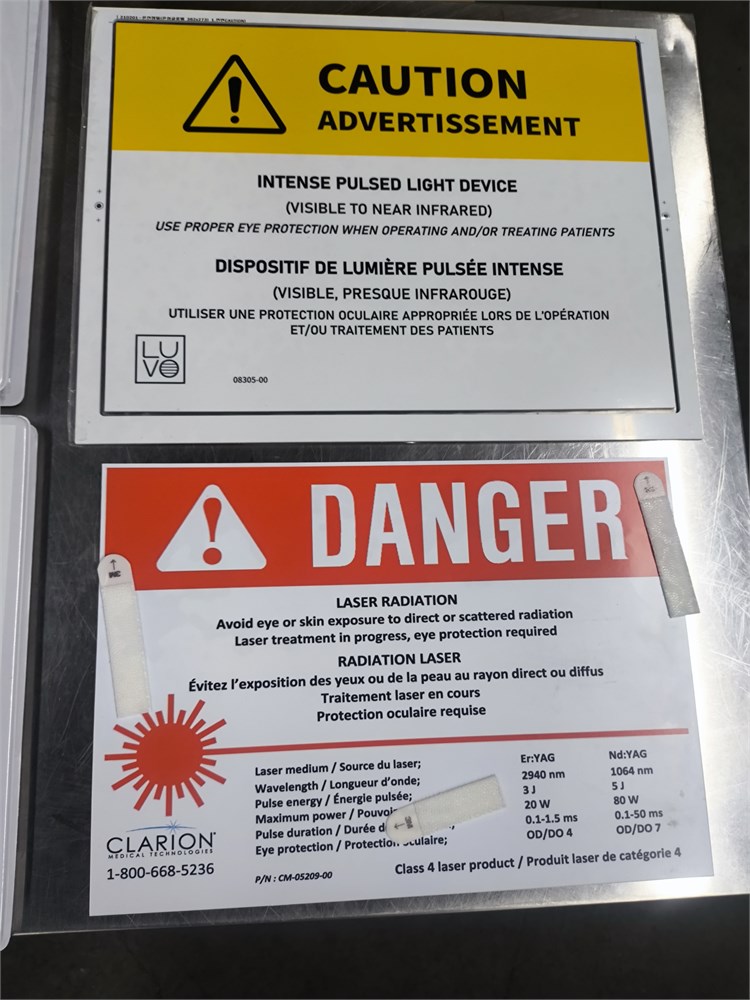 CAUTION
ADVERTISSEMENT
INTENSE PULSED LIGHT DEVICE
(VISIBLE TO NEAR INFRARED)
USE PROPER EYE PROTECTION WHEN OPERATING AND/OR TREATING PATIENTS
DISPOSITIF DE LUMIÈRE PULSÉE INTENSE
(VISIBLE, PRESQUE INFRAROUGE)
UTILISER UNE PROTECTION OCULAIRE APPROPRIÉE LORS DE L'OPÉRATION
ET/OU TRAITEMENT DES PATIENTS
LUVO
08305-00
DANGER
LASER RADIATION
Avoid eye or skin exposure to direct or scattered radiation
Laser treatment in progress, eye protection required
RADIATION LASER
Évitez l'exposition des yeux ou de la peau au rayon direct ou diffus
Traitement laser en cours
Protection oculaire requise
Er:YAG Nd:YAG
Laser medium / Source du laser;
Wavelength / Longueur d'onde; 2940 nm 1064 nm
Pulse energy / Énergie pulsée; 3 J 5 J
Maximum power / 20 W 80 W
Pulse duration / Durée 0.1-1.5 ms 0.1-50 ms
Eye protection / Protection OD/DO 4 OD/DO 7
CLARION
MEDICAL TECHNOLOGIES
1-800-668-5236
P/N : CM-05209-00
Class 4 laser product / Produit laser de catégorie 4